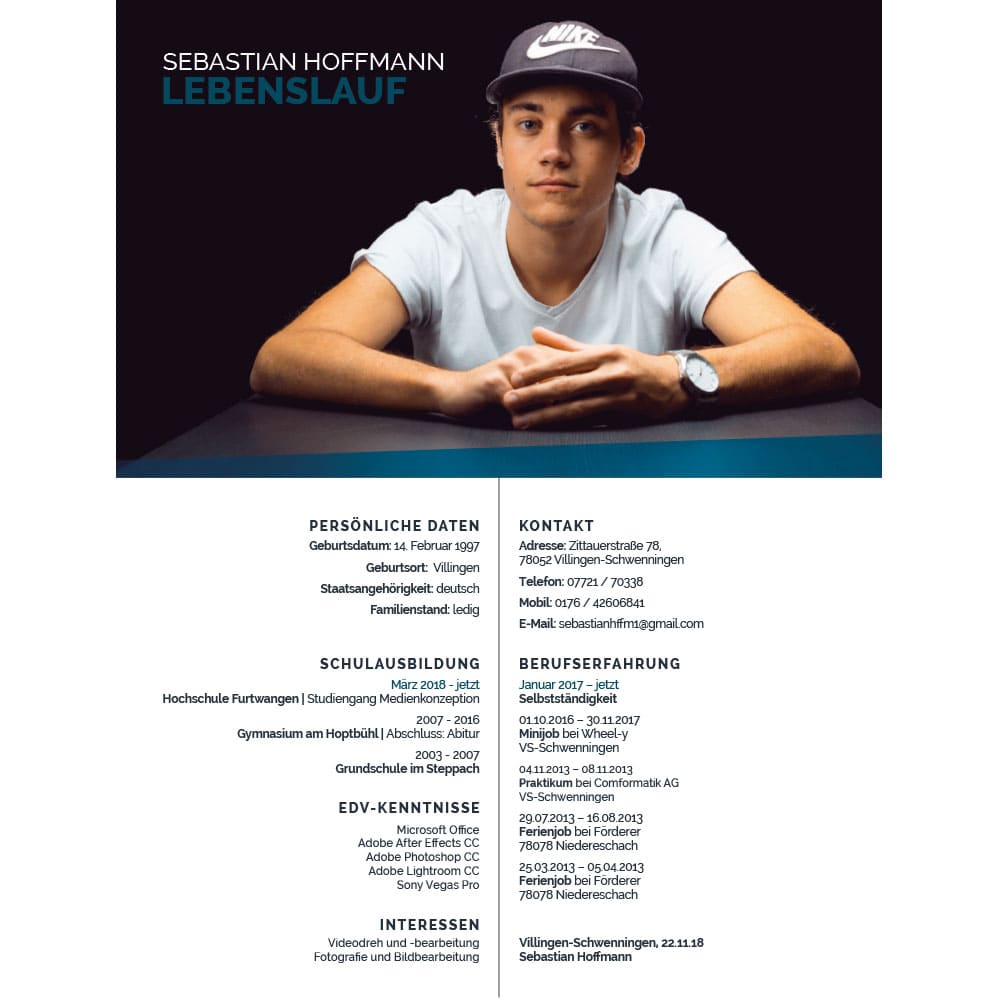 NIKE
SEBASTIAN HOFFMANN
LEBENSLAUF
PERSÖNLICHE DATEN
Geburtsdatum: 14. Februar 1997
Geburtsort: Villingen
Staatsangehörigkeit: deutsch
Familienstand: ledig
KONTAKT
Adresse: Zittauerstraße 78,
78052 Villingen-Schwenningen
Telefon: 07721 / 70338
Mobil: 0176 / 42606841
E-Mail: sebastianhffm1@gmail.com
SCHULAUSBILDUNG
März 2018 - jetzt
Hochschule Furtwangen | Studiengang Medienkonzeption
2007 - 2016
Gymnasium am Hoptbühl | Abschluss: Abitur
2003 - 2007
Grundschule im Steppach
BERUFSERFAHRUNG
Januar 2017 – jetzt
Selbstständigkeit
01.10.2016 – 30.11.2017
Minijob bei Wheel-y
VS-Schwenningen
04.11.2013 – 08.11.2013
Praktikum bei Comformatik AG
VS-Schwenningen
29.07.2013 – 16.08.2013
Ferienjob bei Förderer
78078 Niedereschach
25.03.2013 – 05.04.2013
Ferienjob bei Förderer
78078 Niedereschach
EDV-KENNTNISSE
Microsoft Office
Adobe After Effects CC
Adobe Photoshop CC
Adobe Lightroom CC
Sony Vegas Pro
INTERESSEN
Videodreh und -bearbeitung
Fotografie und Bildbearbeitung
Villingen-Schwenningen, 22.11.18
Sebastian Hoffmann